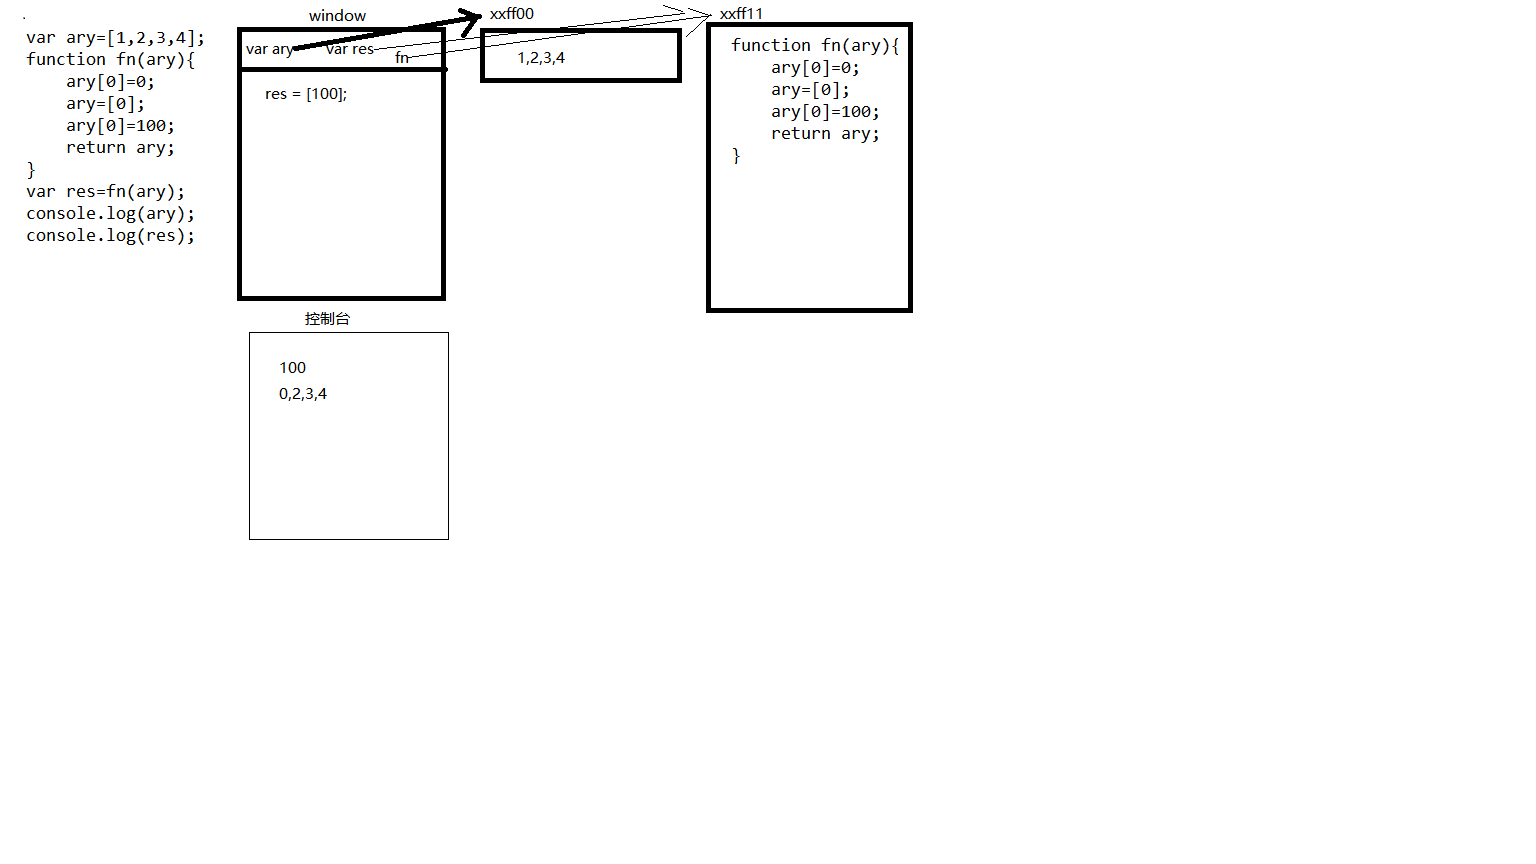 var ary=[1,2,3,4];
function fn(ary){
    ary[0]=0;
    ary=[0];
    ary[0]=100;
    return ary;
}
var res=fn(ary);
console.log(ary);
console.log(res);
window
var ary
var res
fn
res = [100];
xxff00
1,2,3,4
xxff11
function fn(ary){
    ary[0]=0;
    ary=[0];
    ary[0]=100;
    return ary;
}
控制台
100
0,2,3,4